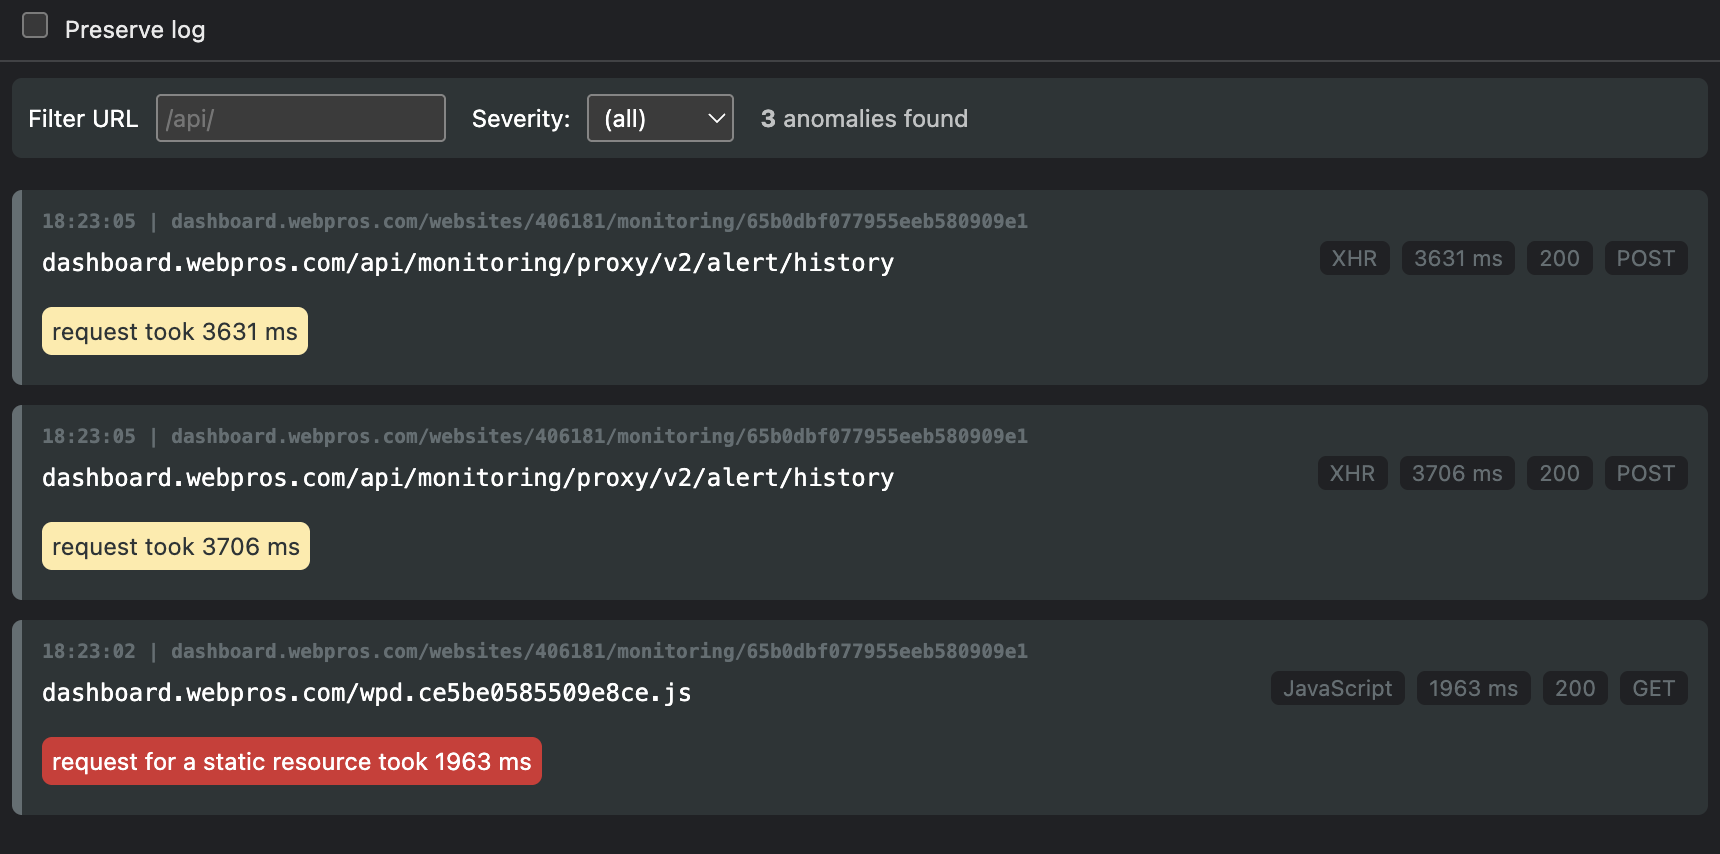 Preserve log
Filter URL /api/ Severity: (all) 3 anomalies found
18:23:05 | dashboard.webpros.com/websites/406181/monitoring/65b0dbf077955eeb580909e1
dashboard.webpros.com/api/monitoring/proxy/v2/alert/history XHR 3631 ms 200 POST
request took 3631 ms
18:23:05 | dashboard.webpros.com/websites/406181/monitoring/65b0dbf077955eeb580909e1
dashboard.webpros.com/api/monitoring/proxy/v2/alert/history XHR 3706 ms 200 POST
request took 3706 ms
18:23:02 | dashboard.webpros.com/websites/406181/monitoring/65b0dbf077955eeb580909e1
dashboard.webpros.com/wpd.ce5be0585509e8ce.js JavaScript 1963 ms 200 GET
request for a static resource took 1963 ms